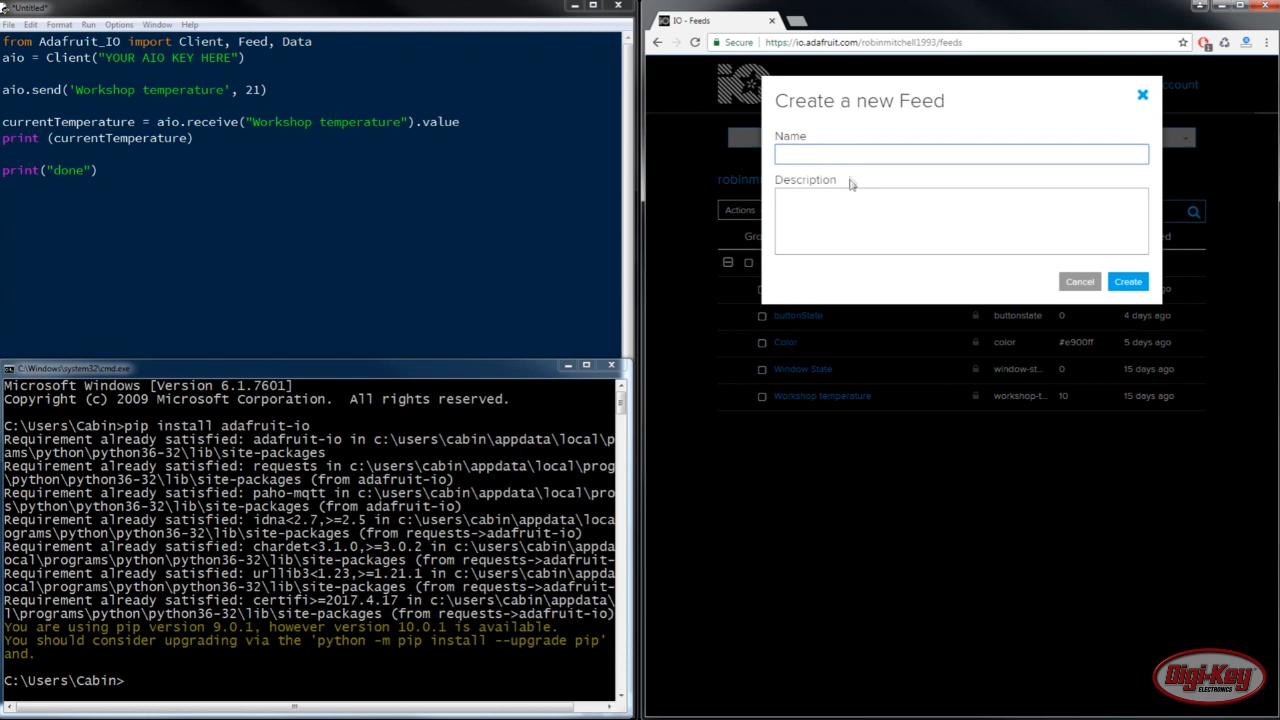 *Untitled*
File Edit Format Run Options Window Help
from Adafruit_IO import Client, Feed, Data
aio = Client("YOUR AIO KEY HERE")
aio.send('Workshop temperature', 21)
currentTemperature = aio.receive("Workshop temperature").value
print (currentTemperature)
print("done")
C:\Windows\system32\cmd.exe
Microsoft Windows [Version 6.1.7601]
Copyright (c) 2009 Microsoft Corporation. All rights reserved.
C:\Users\Cabin>pip install adafruit-io
Requirement already satisfied: adafruit-io in c:\users\cabin\appdata\local\p
ams\python\python36-32\lib\site-packages
Requirement already satisfied: requests in c:\users\cabin\appdata\local\prog
\python\python36-32\lib\site-packages (from adafruit-io)
Requirement already satisfied: paho-mqtt in c:\users\cabin\appdata\local\pro
s\python\python36-32\lib\site-packages (from adafruit-io)
Requirement already satisfied: idna<2.7,>=2.5 in c:\users\cabin\appdata\loca
ograms\python\python36-32\lib\site-packages (from requests->adafruit-io)
Requirement already satisfied: chardet<3.1.0,>=3.0.2 in c:\users\cabin\appda
ocal\programs\python\python36-32\lib\site-packages (from requests->adafruit-
Requirement already satisfied: urllib3<1.23,>=1.21.1 in c:\users\cabin\appda
ocal\programs\python\python36-32\lib\site-packages (from requests->adafruit-
Requirement already satisfied: certifi>=2017.4.17 in c:\users\cabin\appdata\
l\programs\python\python36-32\lib\site-packages (from requests->adafruit-io)
You are using pip version 9.0.1, however version 10.0.1 is available.
You should consider upgrading via the 'python -m pip install --upgrade pip'
and.
C:\Users\Cabin>
IO - Feeds
Secure https://io.adafruit.com/robinmitchell1993/feeds
ccount
Create a new Feed
Name
Description
Cancel Create
robinm
Actions
Gro ed
go
buttonState buttonstate 0 4 days ago
Color color #e900ff 5 days ago
Window State window-st... 0 15 days ago
Workshop temperature workshop-t... 10 15 days ago
Digi-Key
ELECTRONICS